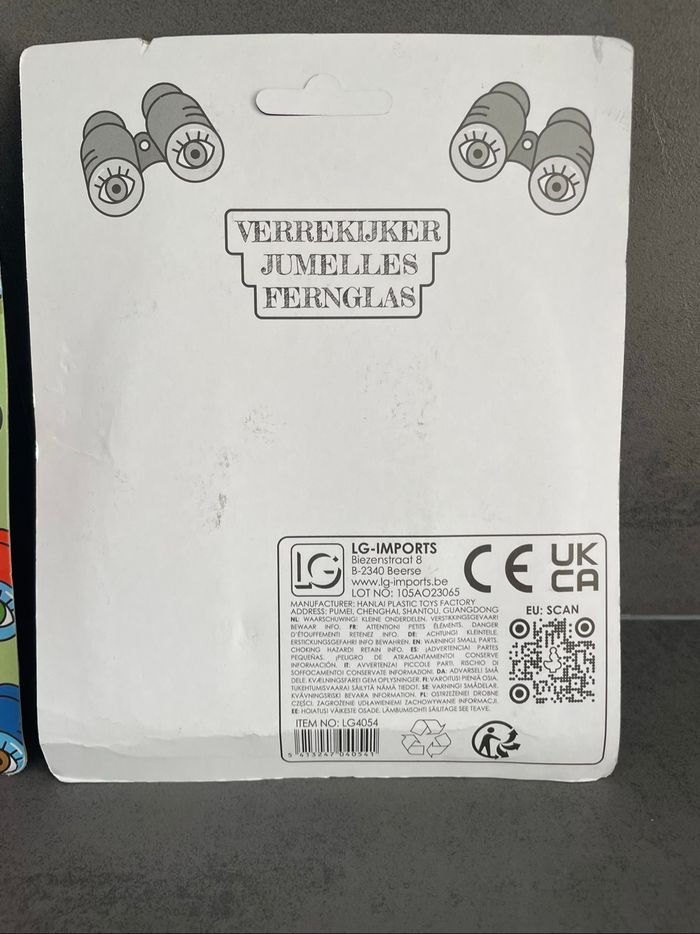 VERREKIJKER
JUMELLES
FERNGLAS
LG
LG-IMPORTS
Biezenstraat 8
B-2340 Beerse
www.lg-imports.be
LOT NO: 105AO23065
CE
UK
CA
MANUFACTURER: HANLAI PLASTIC TOYS FACTORY
ADDRESS: PUMEI, CHENGHAI, SHANTOU, GUANGDONG
NL: WAARSCHUWING! KLEINE ONDERDELEN. VERSTIKKINGSGEVAAR!
BEWAAR INFO. FR: ATTENTION! PETITS ÉLÉMENTS. DANGER
D'ÉTOUFFEMENT! RETENEZ INFO. DE: ACHTUNG! KLEINTEILE.
ERSTICKUNGSGEFAHR! INFO BEWAHREN. EN: WARNING! SMALL PARTS.
CHOKING HAZARD! RETAIN INFO. ES: ¡ADVERTENCIA! PARTES
PEQUEÑAS. ¡PELIGRO DE ATRAGANTAMIENTO! CONSERVE
INFORMACIÓN. IT: AVVERTENZA! PICCOLE PARTI. RISCHIO DI
SOFFOCAMENTO! CONSERVATE INFORMAZIONI. DA: ADVARSEL! SMÅ
DELE. KVÆLNINGSFARE! GEM OPLYSNINGER. FI: VAROITUS! PIENIÄ OSIA.
TUKEHTUMISVAARA! SÄILYTÄ NÄMÄ TIEDOT. SE: VARNING! SMÅDELAR.
KVÄVNINGSRISK! BEVARA INFORMATION. PL: OSTRZEŻENIE! DROBNE
CZĘŚCI. ZAGROŻENIE UDŁAWIENIEM! ZACHOWYWANIE INFORMACJI.
EE: HOIATUS! VÄIKESTE OSADE. LÄMBUMISOHT! SÄILITAGE SEE TEAVE.
EU: SCAN
ITEM NO: LG4054
5 413247 040541